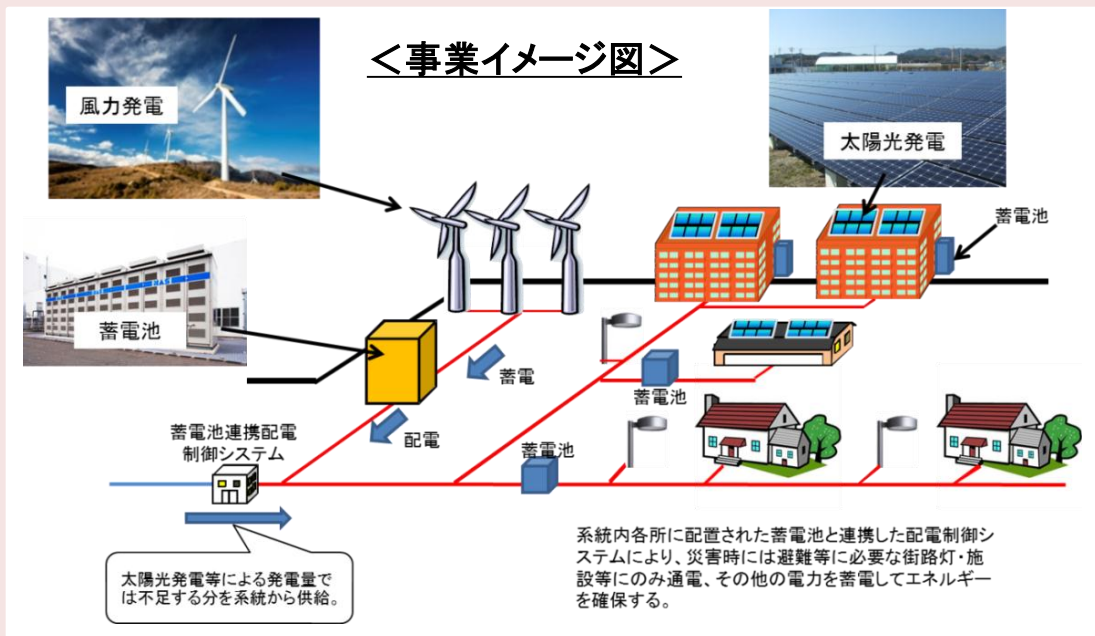 ＜事業イメージ図＞
風力発電
太陽光発電
蓄電池
蓄電池
蓄電
蓄電池
配電
蓄電池連携配電
制御システム
蓄電池
系統内各所に配置された蓄電池と連携した配電制御シ
ステムにより、災害時には避難等に必要な街路灯・施
設等にのみ通電、その他の電力を蓄電してエネルギー
を確保する。
太陽光発電等による発電量で
は不足する分を系統から供給。
NAS